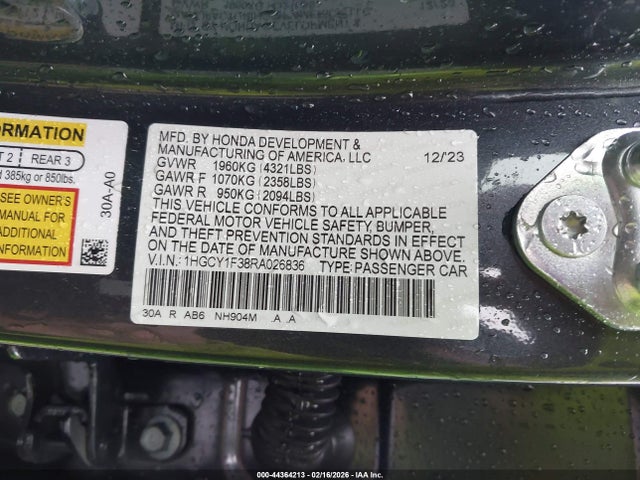 FORMATION
T 2 | REAR 3
d 385kg or 850lbs.
SEE OWNER'S
MANUAL FOR
ADDITIONAL
INFORMATION
30A-A0
MFD. BY HONDA DEVELOPMENT &
MANUFACTURING OF AMERICA, LLC 12/23
GVWR 1960KG (4321LBS)
GAWR F 1070KG (2358LBS)
GAWR R 950KG (2094LBS)
THIS VEHICLE CONFORMS TO ALL APPLICABLE
FEDERAL MOTOR VEHICLE SAFETY, BUMPER,
AND THEFT PREVENTION STANDARDS IN EFFECT
ON THE DATE OF MANUFACTURE SHOWN ABOVE.
V.I.N.: 1HGCY1F38RA026836 TYPE: PASSENGER CAR
30A R AB6 NH904M .A .A
000-44364213 - 02/16/2026 - IAA, Inc.